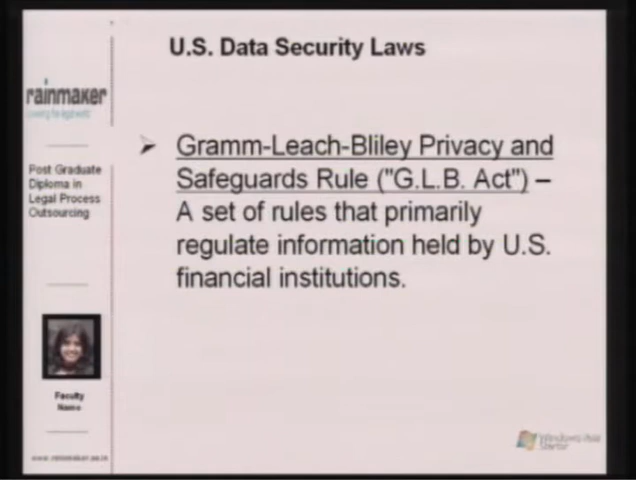 U.S. Data Security Laws
rainmaker
Post Graduate
Diploma in
Legal Process
Outsourcing
➢ Gramm-Leach-Bliley Privacy and
Safeguards Rule ("G.L.B. Act") –
A set of rules that primarily
regulate information held by U.S.
financial institutions.
Faculty
Name